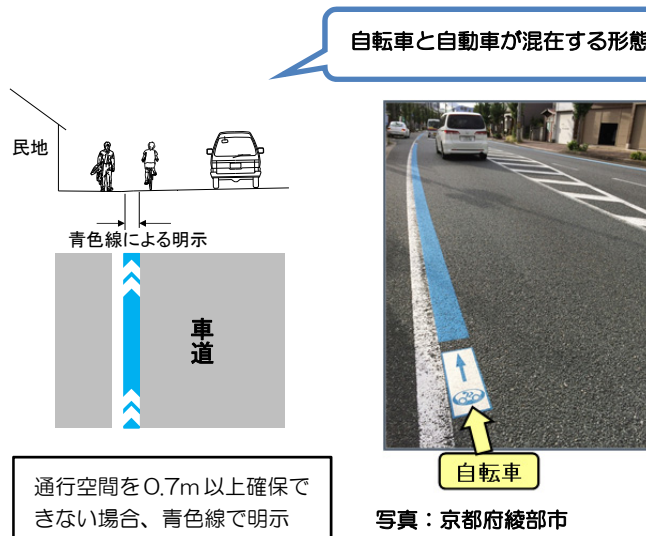 自転車と自動車が混在する形態
民地
青色線による明示
車道
自転車
通行空間を0.7m以上確保で
きない場合、青色線で明示
写真：京都府綾部市